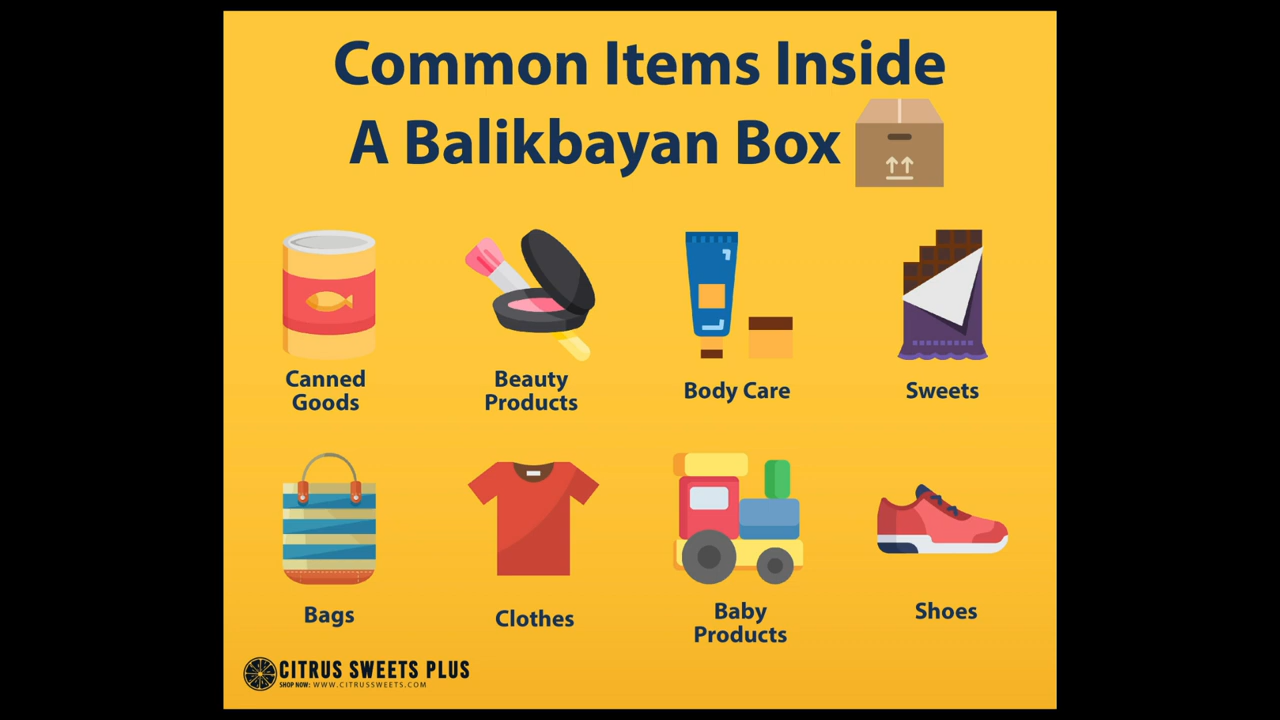 Common Items Inside
A Balikbayan Box
Canned
Goods
Beauty
Products
Body Care
Sweets
Bags
Clothes
Baby
Products
Shoes
CITRUS SWEETS PLUS
SHOP NOW: WWW.CITRUSSWEETS.COM